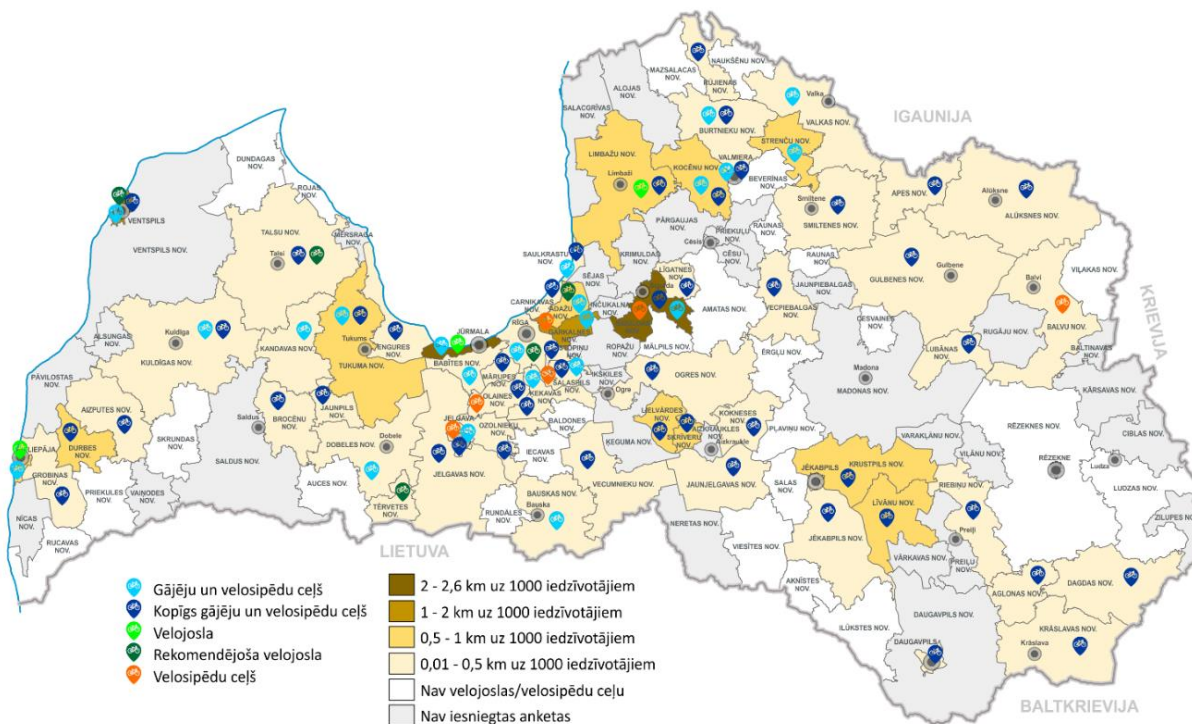 MAZSALACAS NOV.
NAUKŠĒNU NOV.
RŪJIENAS NOV.
ALOJAS NOV.
Valka
VALKAS NOV.
BURTNIEKU NOV.
IGAUNIJA
STRENČU NOV.
LIMBAŽU NOV.
Limbaži
KOCĒNU NOV.
VALMIERA
BEVERĪNAS NOV.
DUNDAGAS NOV.
ROJAS NOV.
VENTSPILS
VENTSPILS NOV.
TALSU NOV.
Talsi
MĒRSRAGA NOV.
PĀRGAUJAS NOV.
Cēsis
PRIEKUĻU NOV.
CĒSU NOV.
RAUNAS NOV.
Smiltene
SMILTENES NOV.
APES NOV.
Alūksne
ALŪKSNES NOV.
SAULKRASTU NOV.
SĒJAS NOV.
KRIMULDAS NOV.
LĪGATNES NOV.
RAUNAS NOV.
JAUNPIEBALGAS NOV.
GULBENES NOV.
Gulbene
Balvi
VIĻAKAS NOV.
BALVU NOV.
KRIEVIJA
CARNIKAVAS NOV.
ĀDAŽU NOV.
AMATAS NOV.
VECPIEBALGAS NOV.
ALSUNGAS NOV.
Kuldīga
KULDĪGAS NOV.
KANDAVAS NOV.
Tukums
TUKUMA NOV.
ENGURES NOV.
JŪRMALA
RĪGA
BABĪTES NOV.
ROPAŽU NOV.
MĀLPILS NOV.
ĒRGĻU NOV.
CESVAINES NOV.
LUBĀNAS NOV.
RUGĀJU NOV.
BALTINAVAS NOV.
Madona
MADONAS NOV.
KĀRSAVAS NOV.
PĀVILOSTAS NOV.
AIZPUTES NOV.
SKRUNDAS NOV.
Saldus
SALDUS NOV.
BROCĒNU NOV.
JAUNPILS NOV.
DOBELES NOV.
Dobele
JELGAVA
JELGAVAS NOV.
MĀRUPES NOV.
OLAINES NOV.
ĶEKAVAS NOV.
SALASPILS NOV.
OZOLNIEKU NOV.
BALDONES NOV.
IKŠĶILES NOV.
Ogre
OGRES NOV.
LIELVĀRDES NOV.
SKRĪVERU NOV.
KOKNESES NOV.
AIZKRAUKLES NOV.
Aizkraukle
PĻAVIŅU NOV.
VARAKĻĀNU NOV.
RĒZEKNES NOV.
RĒZEKNE
CIBLAS NOV.
Ludza
LUDZAS NOV.
ZILUPES NOV.
VIĻĀNU NOV.
LIEPĀJA
DURBES NOV.
GROBIŅAS NOV.
PRIEKULES NOV.
VAIŅODES NOV.
NĪCAS NOV.
RUCAVAS NOV.
AUCES NOV.
TĒRVETES NOV.
IECAVAS NOV.
ĶEGUMA NOV.
VECUMNIEKU NOV.
JAUNJELGAVAS NOV.
RUNDĀLES NOV.
BAUSKAS NOV.
Bauska
NERETAS NOV.
VIESĪTES NOV.
SALAS NOV.
JĒKABPILS
KRUSTPILS NOV.
LĪVĀNU NOV.
JĒKABPILS NOV.
RIEBIŅU NOV.
Preiļi
PREIĻU NOV.
VĀRKAVAS NOV.
AKNĪSTES NOV.
ILŪKSTES NOV.
DAUGAVPILS NOV.
DAUGAVPILS
AGLONAS NOV.
DAGDAS NOV.
KRĀSLAVAS NOV.
Krāslava
LIETUVA
BALTKRIEVIJA
Gājēju un velosipēdu ceļš
Kopīgs gājēju un velosipēdu ceļš
Velojosla
Rekomendējoša velojosla
Velosipēdu ceļš
2 - 2,6 km uz 1000 iedzīvotājiem
1 - 2 km uz 1000 iedzīvotājiem
0,5 - 1 km uz 1000 iedzīvotājiem
0,01 - 0,5 km uz 1000 iedzīvotājiem
Nav velojoslas/velosipēdu ceļu
Nav iesniegtas anketas